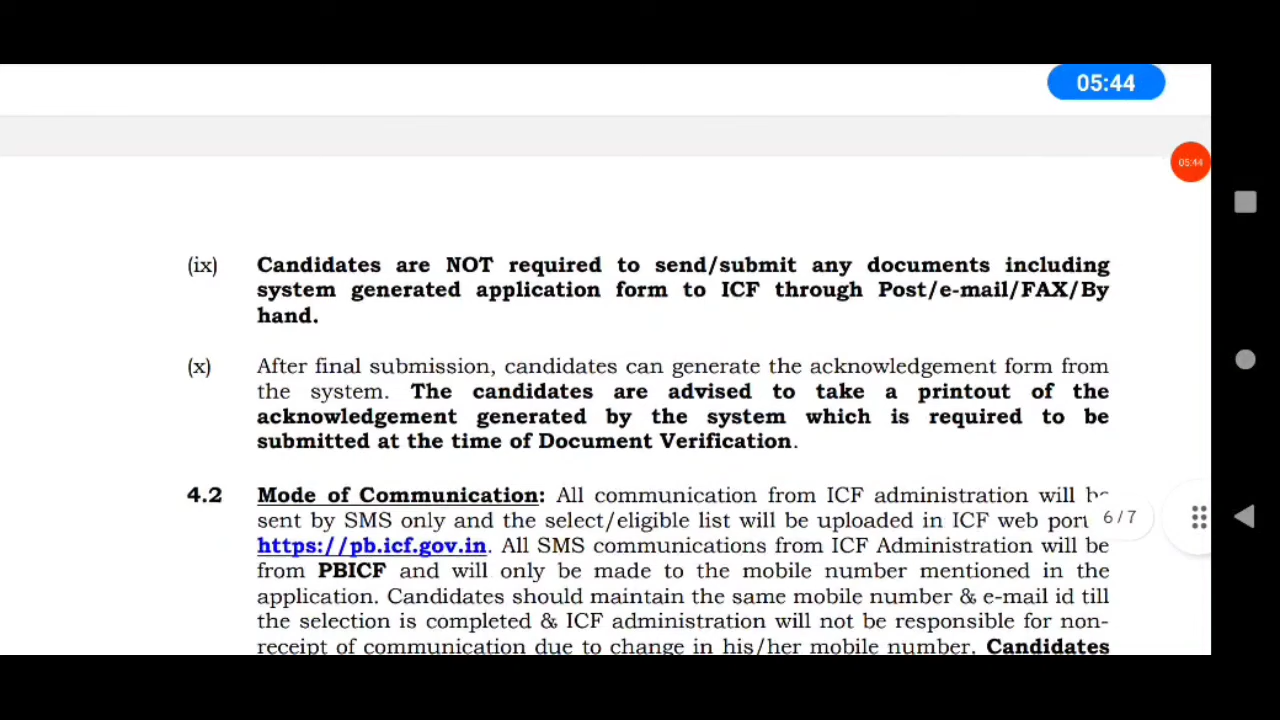 05:44
05:44
(ix) Candidates are NOT required to send/submit any documents including
system generated application form to ICF through Post/e-mail/FAX/By
hand.
(x) After final submission, candidates can generate the acknowledgement form from
the system. The candidates are advised to take a printout of the
acknowledgement generated by the system which is required to be
submitted at the time of Document Verification.
4.2 Mode of Communication: All communication from ICF administration will
sent by SMS only and the select/eligible list will be uploaded in ICF web
6/7
https://pb.icf.gov.in. All SMS communications from ICF Administration will be
from PBICF and will only be made to the mobile number mentioned in the
application. Candidates should maintain the same mobile number & e-mail id till
the selection is completed & ICF administration will not be responsible for non-
receipt of communication due to change in his/her mobile number. Candidates